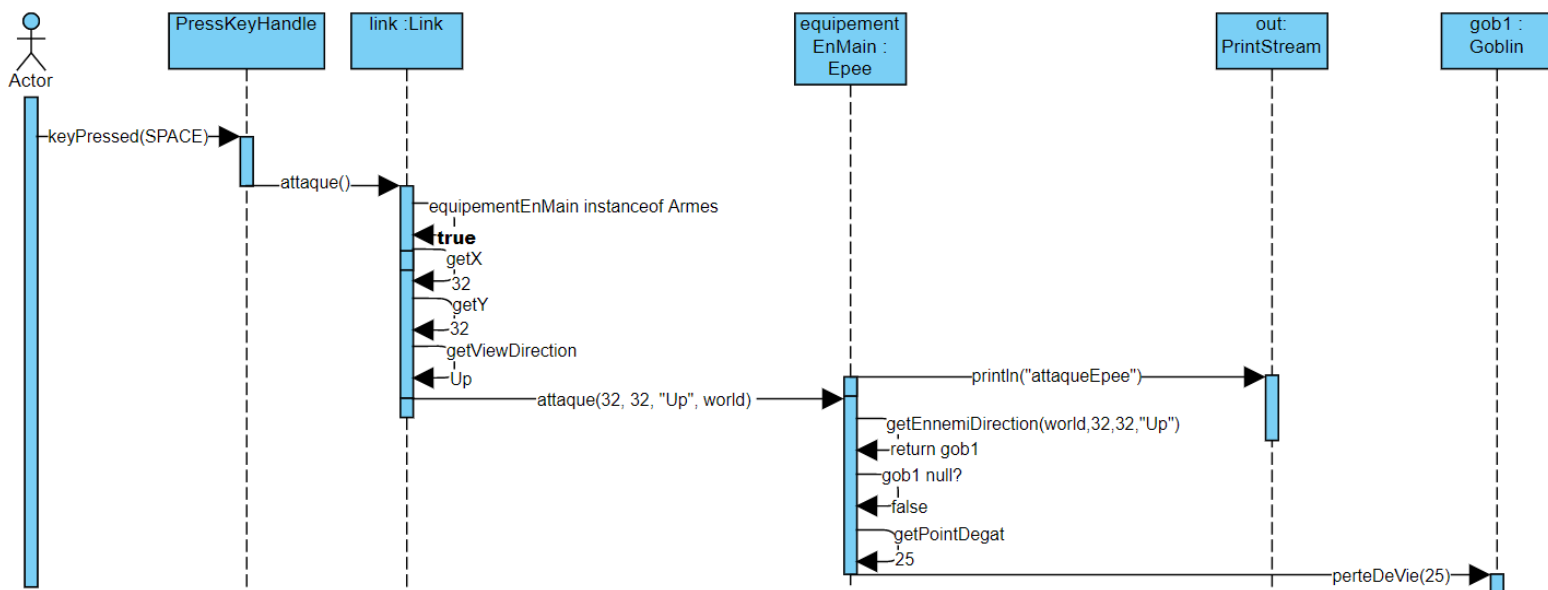 Actor
PressKeyHandle
link :Link
equipement
EnMain :
Epee
out:
PrintStream
gob1 :
Goblin
keyPressed(SPACE)
attaque()
equipementEnMain instanceof Armes
true
getX
32
getY
32
getViewDirection
Up
attaque(32, 32, "Up", world)
println("attaqueEpee")
getEnnemiDirection(world,32,32,"Up")
return gob1
gob1 null?
false
getPointDegat
25
perteDeVie(25)